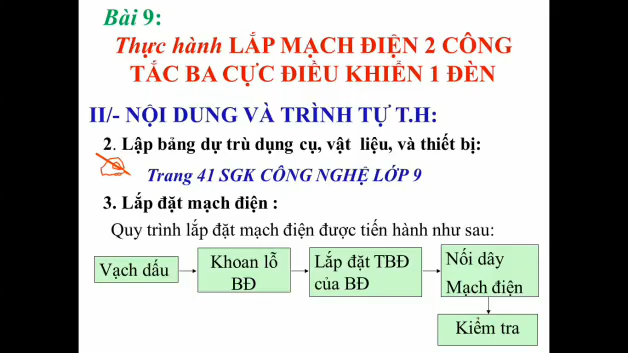 Bài 9:
Thực hành LẮP MẠCH ĐIỆN 2 CÔNG
TẮC BA CỰC ĐIỀU KHIỂN 1 ĐÈN
II/- NỘI DUNG VÀ TRÌNH TỰ T.H:
2. Lập bảng dự trù dụng cụ, vật liệu, và thiết bị:
Trang 41 SGK CÔNG NGHỆ LỚP 9
3. Lắp đặt mạch điện :
Quy trình lắp đặt mạch điện được tiến hành như sau:
Vạch dấu
Khoan lỗ
BĐ
Lắp đặt TBĐ
của BĐ
Nối dây
Mạch điện
Kiểm tra